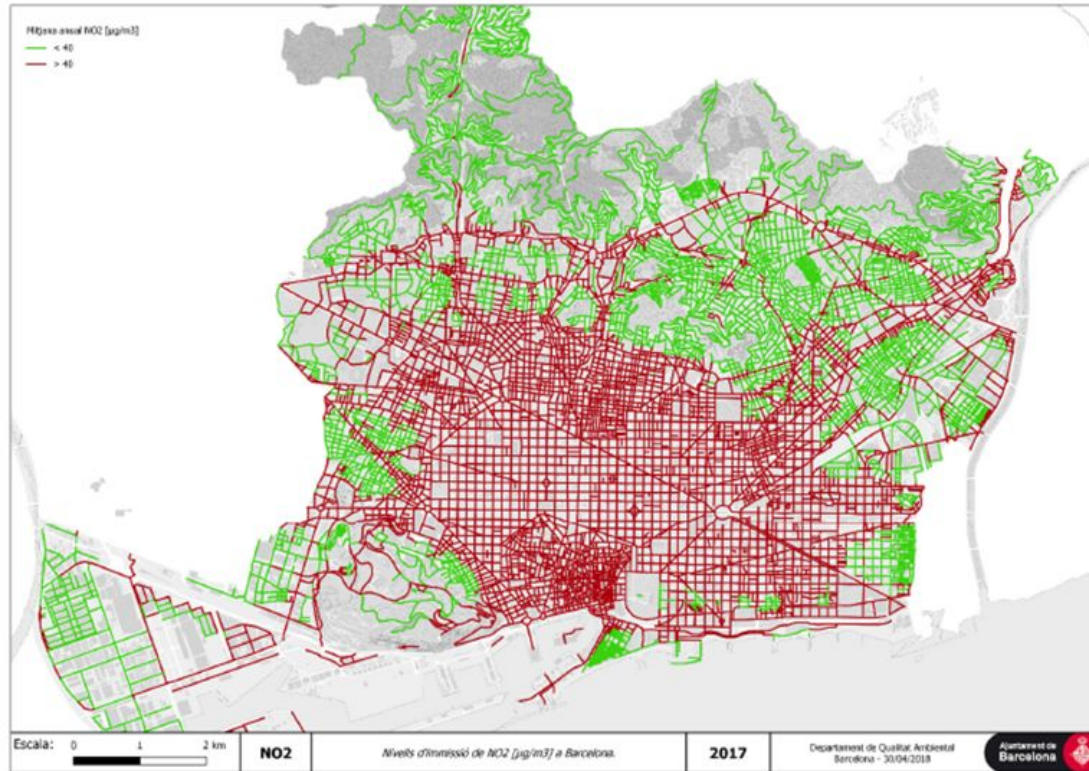 Mitjana anual NO2 [µg/m3]
< 40
> 40
Escala: 0 1 2 km
NO2
Nivells d'immissió de NO2 [µg/m3] a Barcelona.
2017
Departament de Qualitat Ambiental
Barcelona - 30/04/2018
Ajuntament de
Barcelona